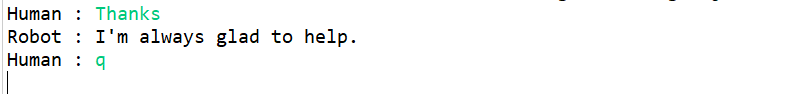 Human : Thanks
Robot : I'm always glad to help.
Human : q